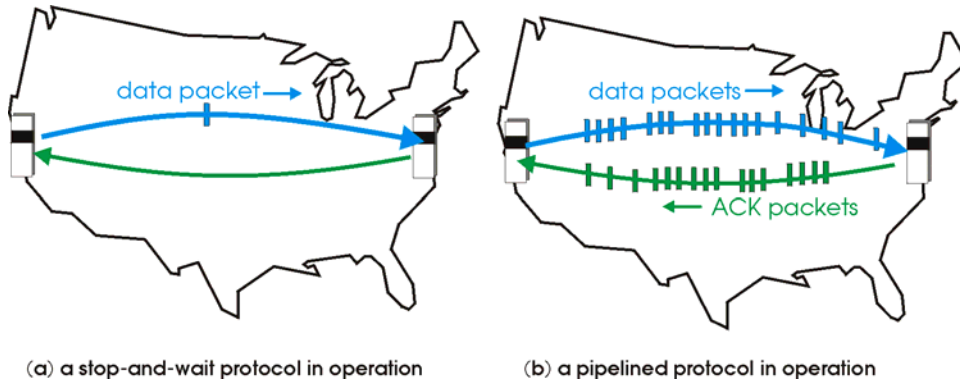 data packet
data packets
ACK packets
(a) a stop-and-wait protocol in operation
(b) a pipelined protocol in operation